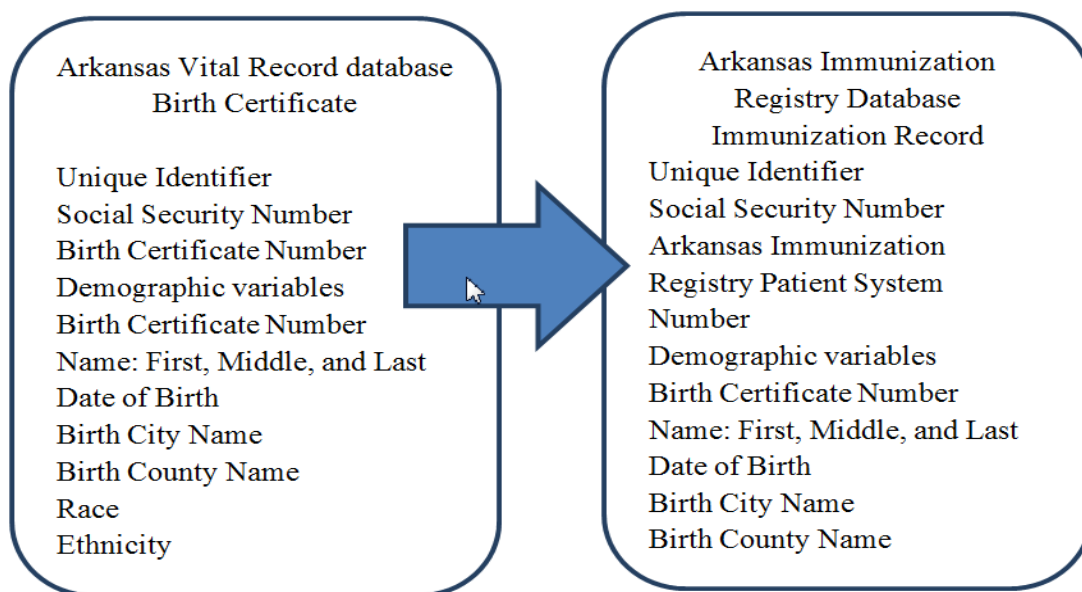 Arkansas Vital Record database
Birth Certificate
Unique Identifier
Social Security Number
Birth Certificate Number
Demographic variables
Birth Certificate Number
Name: First, Middle, and Last
Date of Birth
Birth City Name
Birth County Name
Race
Ethnicity
Arkansas Immunization
Registry Database
Immunization Record
Unique Identifier
Social Security Number
Arkansas Immunization
Registry Patient System
Number
Demographic variables
Birth Certificate Number
Name: First, Middle, and Last
Date of Birth
Birth City Name
Birth County Name